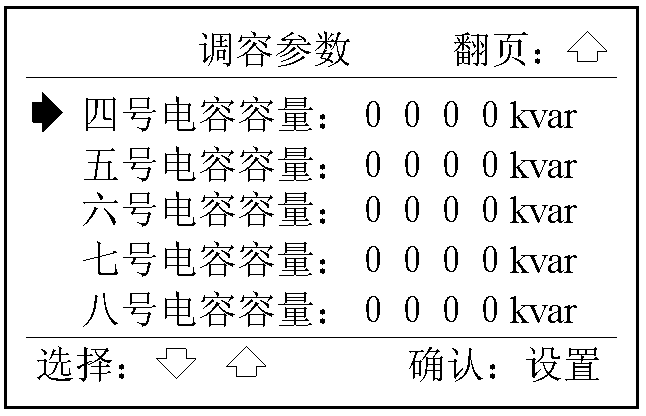 调容参数 翻页：
四号电容容量：0 0 0 0 kvar
五号电容容量：0 0 0 0 kvar
六号电容容量：0 0 0 0 kvar
七号电容容量：0 0 0 0 kvar
八号电容容量：0 0 0 0 kvar
选择： 确认：设置